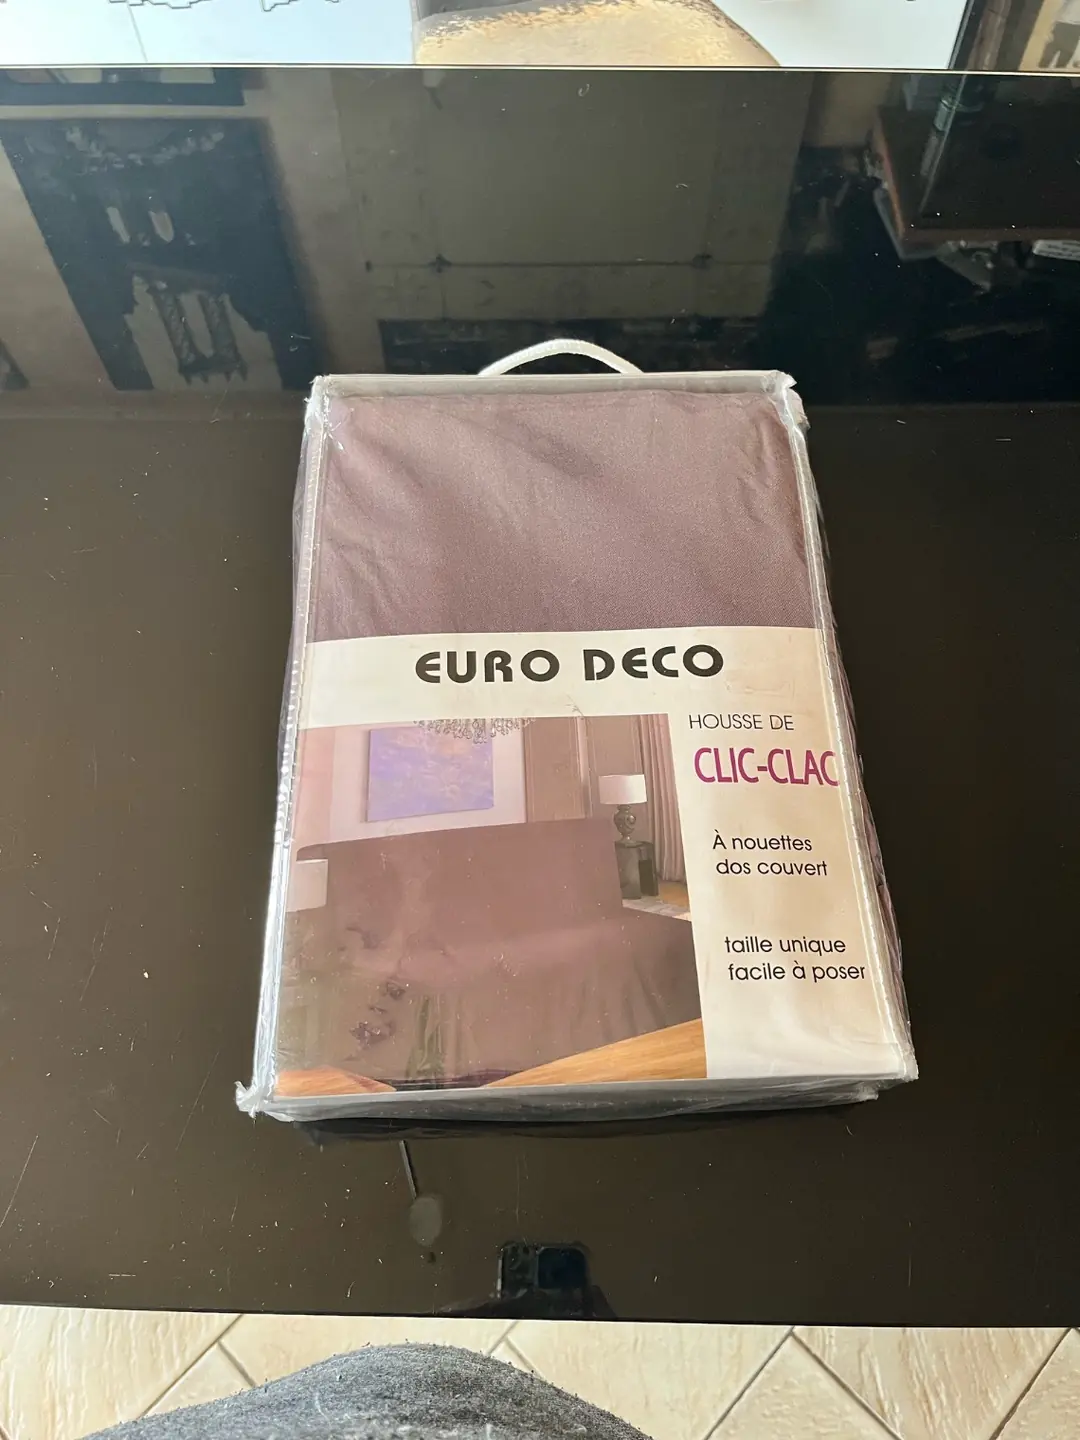 EURO DECO
HOUSSE DE
CLIC-CLAC
À nouettes
dos couvert
taille unique
facile à poser